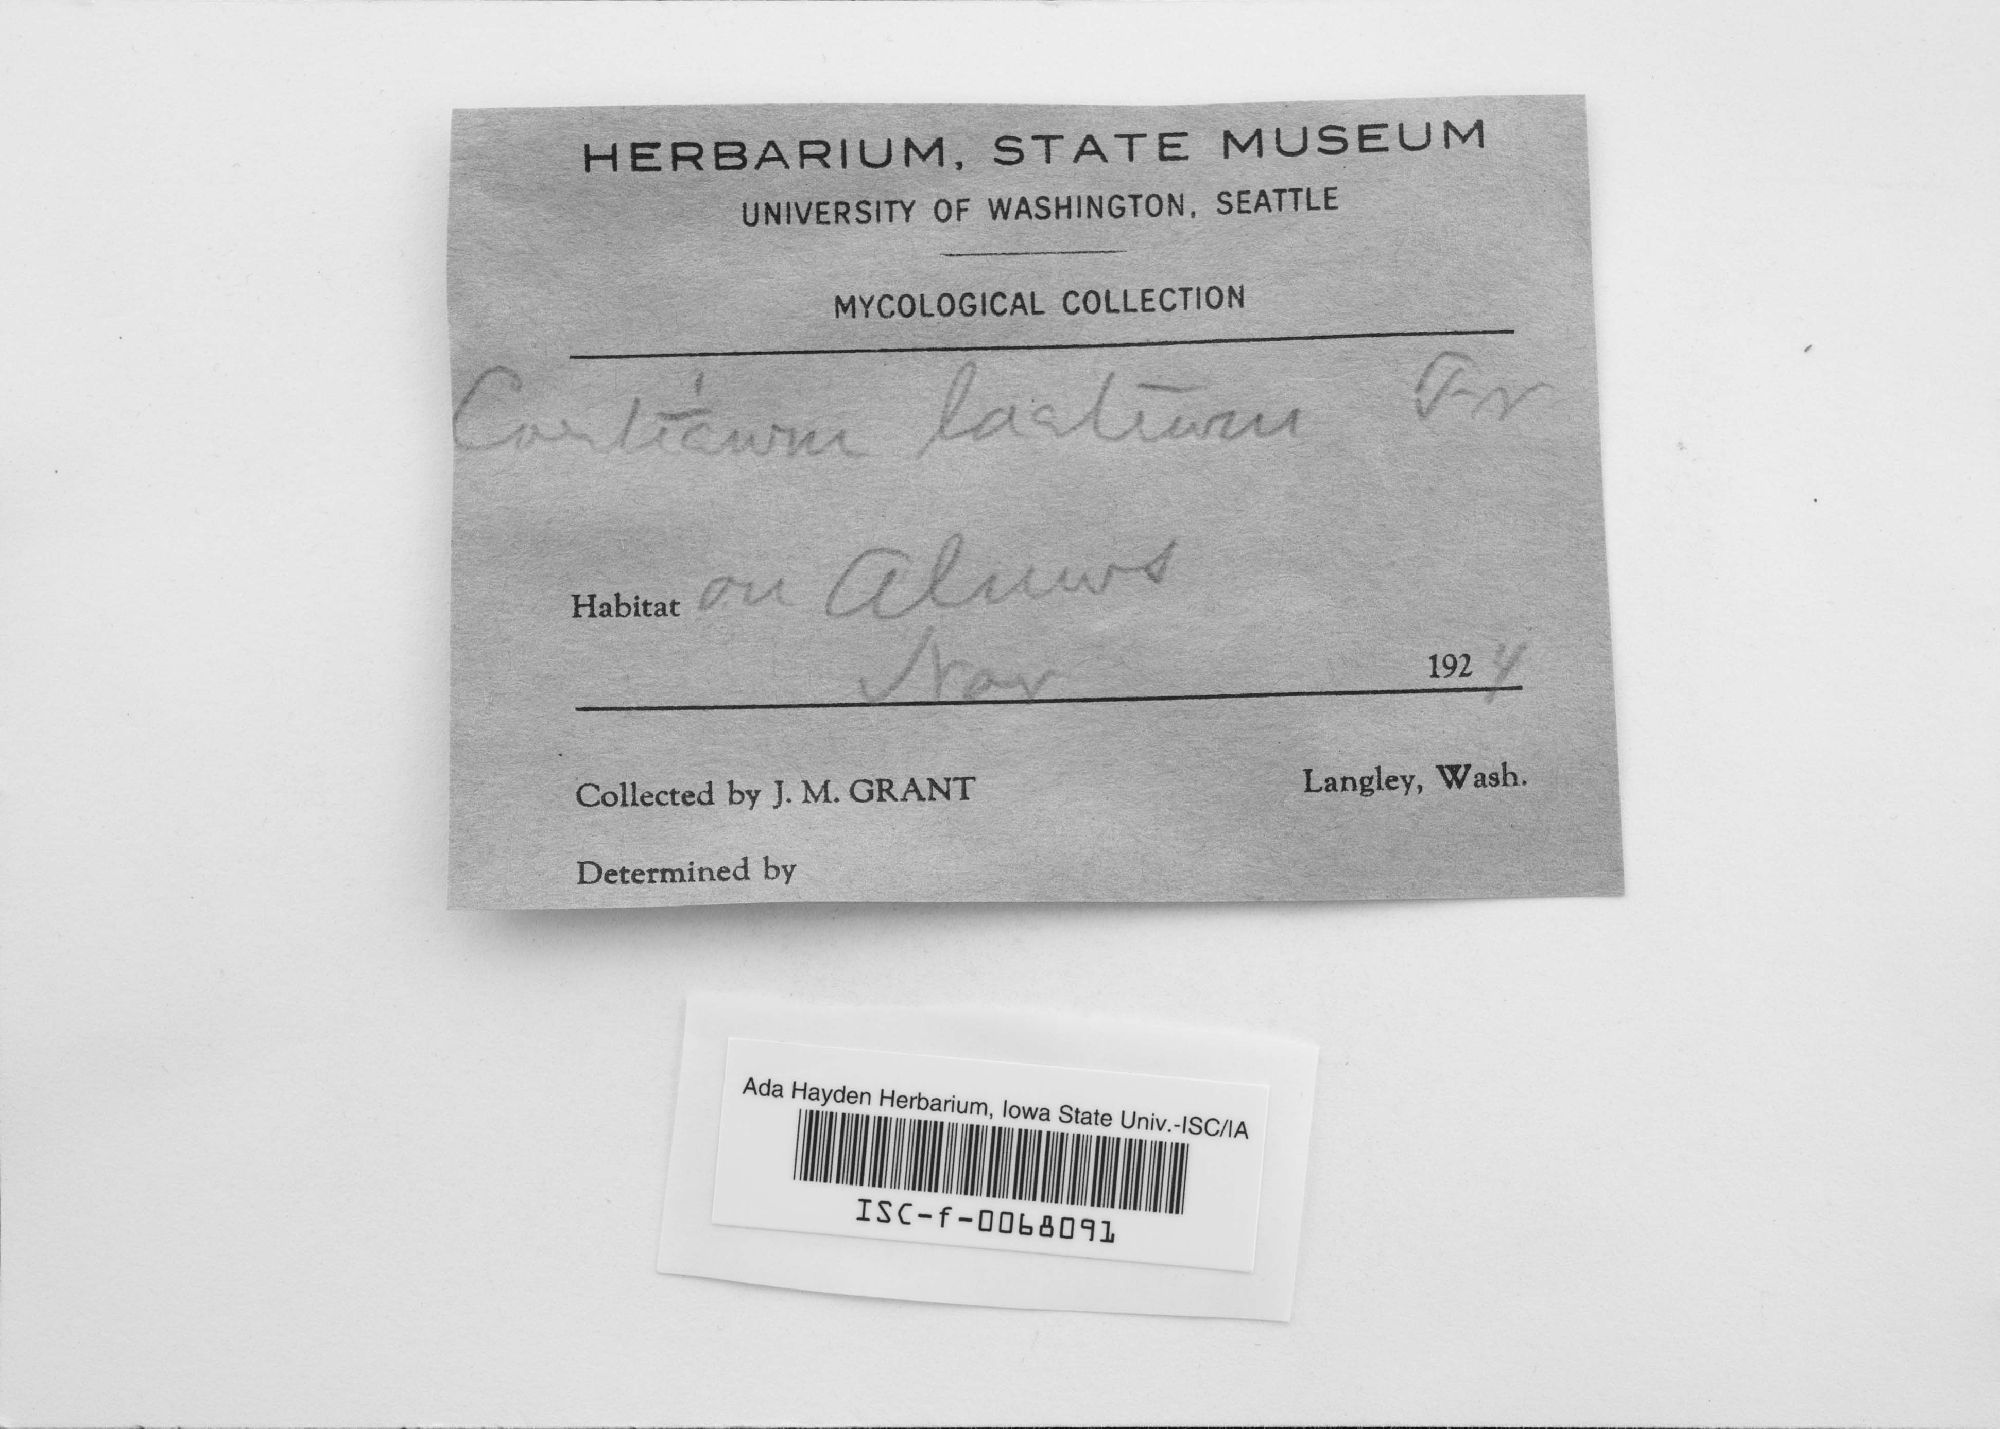 HERBARIUM, STATE MUSEUM
UNIVERSITY OF WASHINGTON, SEATTLE
MYCOLOGICAL COLLECTION
Corticium lactium Fr
Habitat on Alnus
Nov 1924
Collected by J. M. GRANT Langley, Wash.
Determined by
Ada Hayden Herbarium, Iowa State Univ.-ISC/IA
ISC-f-0068091